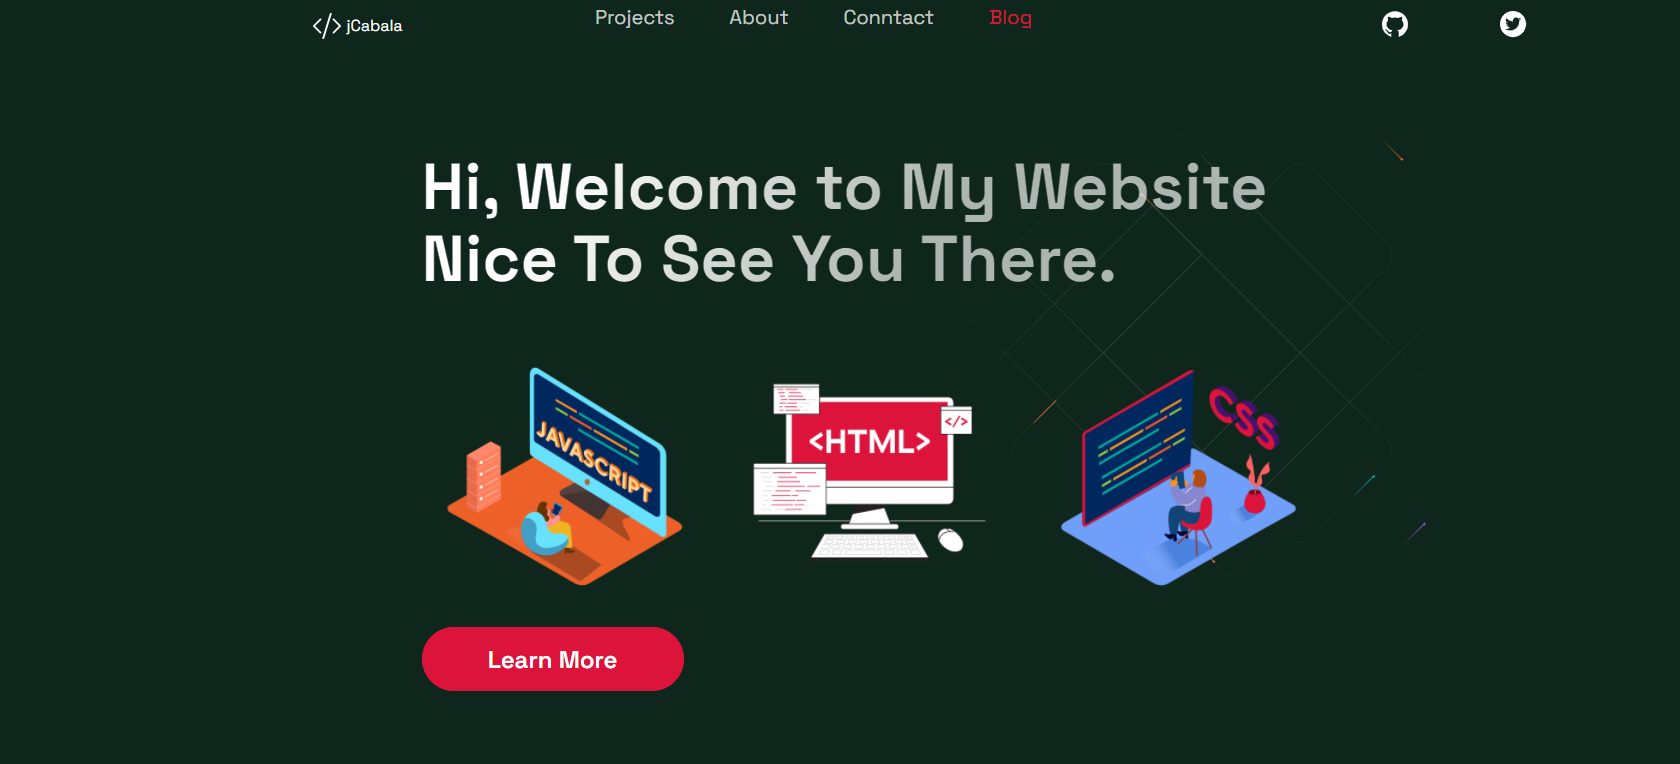 </> jCabala
Projects About Conntact Blog
Hi, Welcome to My Website
Nice To See You There.
JAVASCRIPT
<HTML>
</>
CSS
Learn More